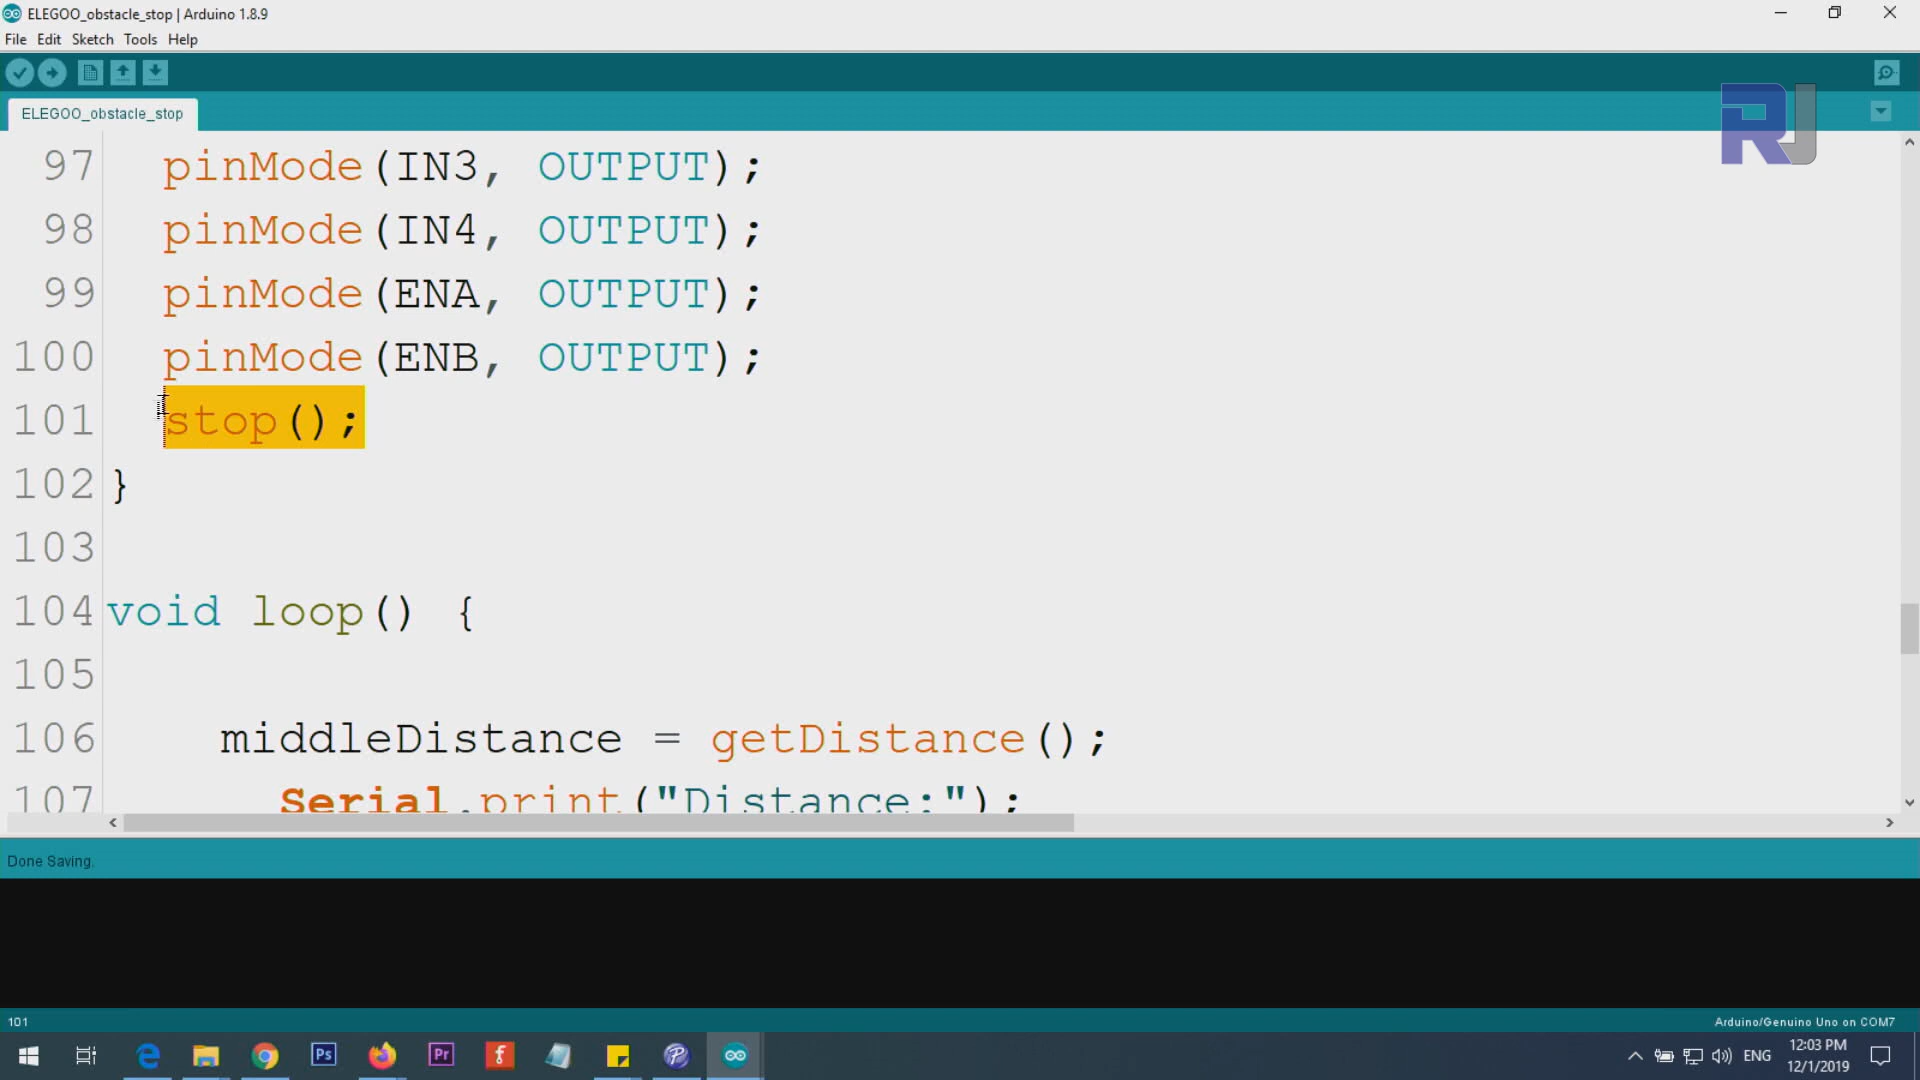 ELEGOO_obstacle_stop | Arduino 1.8.9
File Edit Sketch Tools Help
RJ
ELEGOO_obstacle_stop
97 pinMode(IN3, OUTPUT);
98 pinMode(IN4, OUTPUT);
99 pinMode(ENA, OUTPUT);
100 pinMode(ENB, OUTPUT);
101 stop();
102 }
103
104 void loop() {
105
106 middleDistance = getDistance();
107 Serial.print("Distance:");
Done Saving.
101 Arduino/Genuino Uno on COM7
Ps Pr f ENG 12:03 PM
12/1/2019